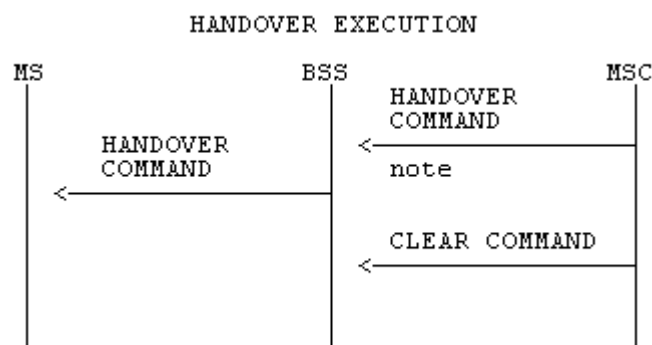 HANDOVER EXECUTION
MS BSS MSC
HANDOVER
COMMAND
HANDOVER
COMMAND
note
CLEAR COMMAND